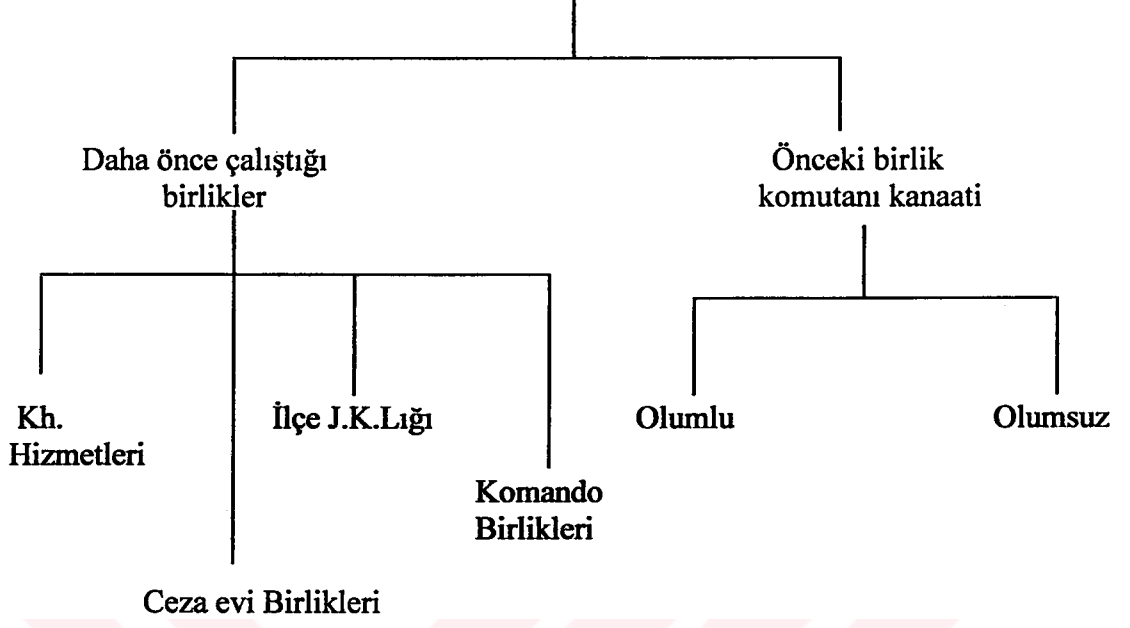 Daha önce çalıştığı
birlikler
Önceki birlik
komutanı kanaati
Kh.
Hizmetleri
İlçe J.K.Lığı
Komando
Birlikleri
Ceza evi Birlikleri
Olumlu
Olumsuz